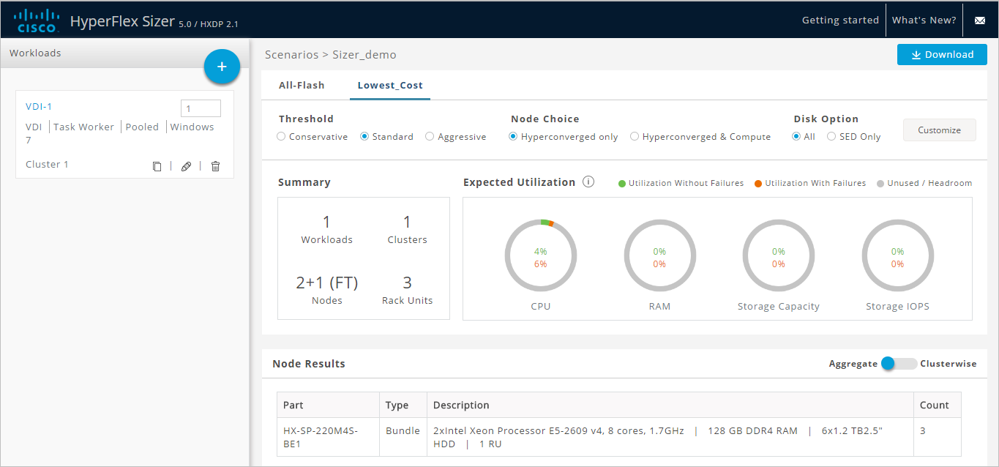 CISCO
HyperFlex Sizer 5.0 / HXDP 2.1
Getting started
What's New?
Workloads
+
VDI-1
1
VDI | Task Worker | Pooled | Windows
7
Cluster 1
Scenarios > Sizer_demo
Download
All-Flash
Lowest_Cost
Threshold
Conservative
Standard
Aggressive
Node Choice
Hyperconverged only
Hyperconverged & Compute
Disk Option
All
SED Only
Customize
Summary
1
Workloads
1
Clusters
2+1 (FT)
Nodes
3
Rack Units
Expected Utilization
i
Utilization Without Failures
Utilization With Failures
Unused / Headroom
4%
6%
CPU
0%
0%
RAM
0%
0%
Storage Capacity
0%
0%
Storage IOPS
Node Results
Aggregate
Clusterwise
Part
Type
Description
Count
HX-SP-220M4S-
BE1
Bundle
2xIntel Xeon Processor E5-2609 v4, 8 cores, 1.7GHz | 128 GB DDR4 RAM | 6x1.2 TB2.5"
HDD | 1 RU
3